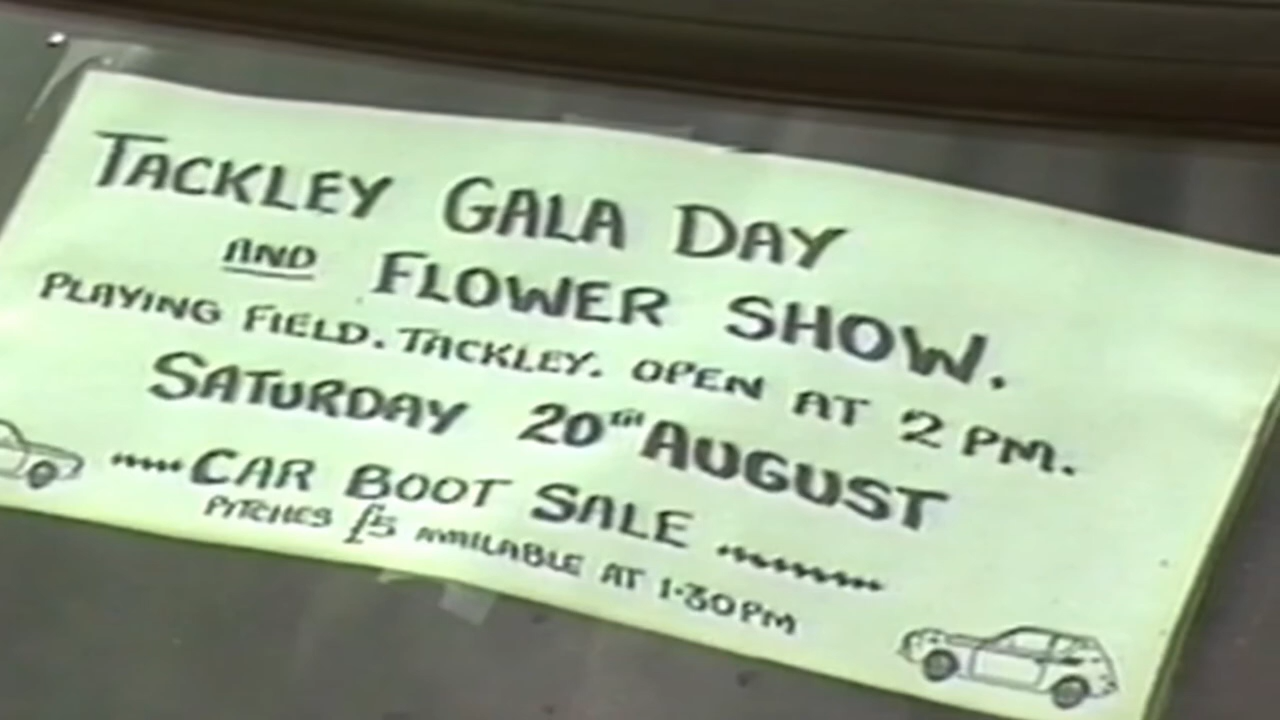 TACKLEY GALA DAY
AND FLOWER SHOW.
PLAYING FIELD. TACKLEY. OPEN AT 2 PM.
SATURDAY 20TH AUGUST
CAR BOOT SALE
PITCHES £5 AVAILABLE AT 1·30PM